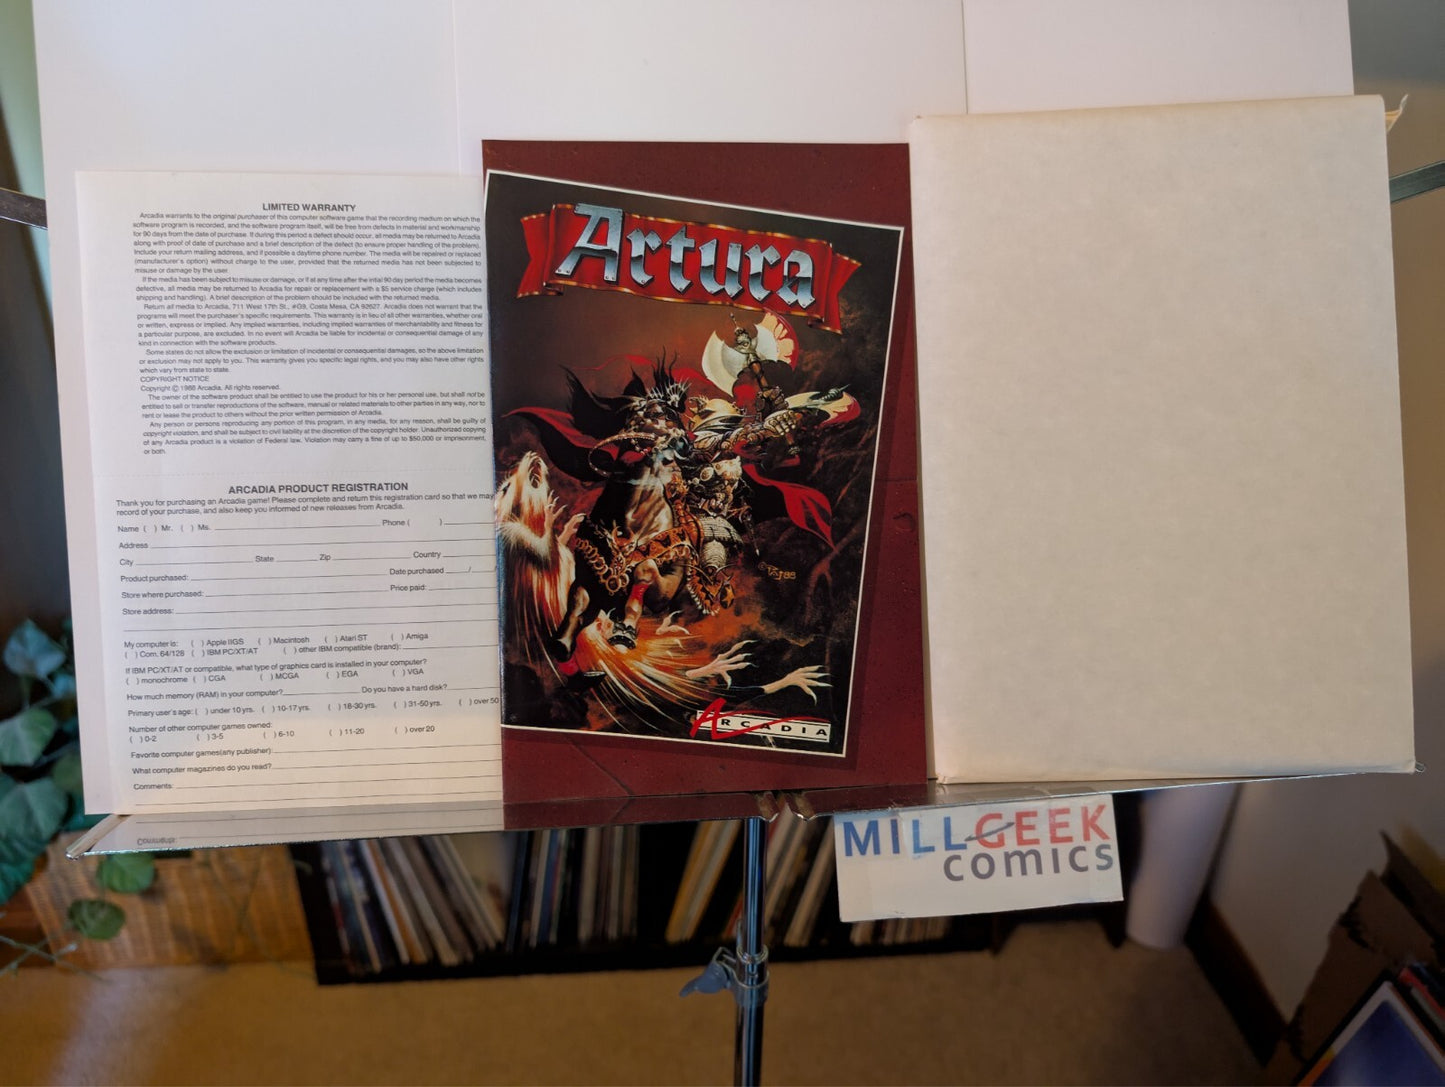 LIMITED WARRANTY
Arcadia warrants to the original purchaser of this computer software game that the recording medium on which the
software program is recorded, and the software program itself, will be free from defects in material and workmanship
for 90 days from the date of purchase. If during this period a defect should occur, all media may be returned to Arcadia
along with proof of date of purchase and a brief description of the defect (to ensure proper handling of the problem).
Include your return mailing address, and if possible a daytime phone number. The media will be repaired or replaced
(manufacturer's option) without charge to the user, provided that the returned media has not been subjected to
misuse or damage by the user.
If the media has been subject to misuse or damage, or if at any time after the intial 90 day period the media becomes
defective, all media may be returned to Arcadia for repair or replacement with a $5 service charge (which includes
shipping and handling). A brief description of the problem should be included with the returned media.
Return all media to Arcadia, 711 West 17th St., #G9, Costa Mesa, CA 92627. Arcadia does not warrant that the
programs will meet the purchaser's specific requirements. This warranty is in lieu of all other warranties, whether oral
or written, express or implied. Any implied warranties, including implied warranties of merchantability and fitness for
a particular purpose, are excluded. In no event will Arcadia be liable for incidental or consequential damage of any
kind in connection with the software products.
Some states do not allow the exclusion or limitation of incidental or consequential damages, so the above limitation
or exclusion may not apply to you. This warranty gives you specific legal rights, and you may also have other rights
which vary from state to state.
COPYRIGHT NOTICE
Copyright © 1988 Arcadia. All rights reserved.
The owner of the software product shall be entitled to use the product for his or her personal use, but shall not be
entitled to sell or transfer reproductions of the software, manual or related materials to other parties in any way, nor to
rent or lease the product to others without the prior written permission of Arcadia.
Any person or persons reproducing any portion of this program, in any media, for any reason, shall be guilty of
copyright violation, and shall be subject to civil liability at the discretion of the copyright holder. Unauthorized copying
of any Arcadia product is a violation of Federal law. Violation may carry a fine of up to $50,000 or imprisonment,
or both.
ARCADIA PRODUCT REGISTRATION
Thank you for purchasing an Arcadia game! Please complete and return this registration card so that we may
record of your purchase, and also keep you informed of new releases from Arcadia.
Name ( ) Mr. ( ) Ms. Phone ( )
Address
City State Zip Country
Product purchased: Date purchased / /
Store where purchased: Price paid:
Store address:
My computer is: ( ) Apple IIGS ( ) Macintosh ( ) Atari ST ( ) Amiga
( ) Com. 64/128 ( ) IBM PC/XT/AT ( ) other IBM compatible (brand):
If IBM PC/XT/AT or compatible, what type of graphics card is installed in your computer?
( ) monochrome ( ) CGA ( ) MCGA ( ) EGA ( ) VGA
How much memory (RAM) in your computer? Do you have a hard disk?
Primary user's age: ( ) under 10 yrs. ( ) 10-17 yrs. ( ) 18-30 yrs. ( ) 31-50 yrs. ( ) over 50
Number of other computer games owned:
( ) 0-2 ( ) 3-5 ( ) 6-10 ( ) 11-20 ( ) over 20
Favorite computer games(any publisher):
What computer magazines do you read?
Comments:
Artura
ARCADIA
MILLGEEK
comics